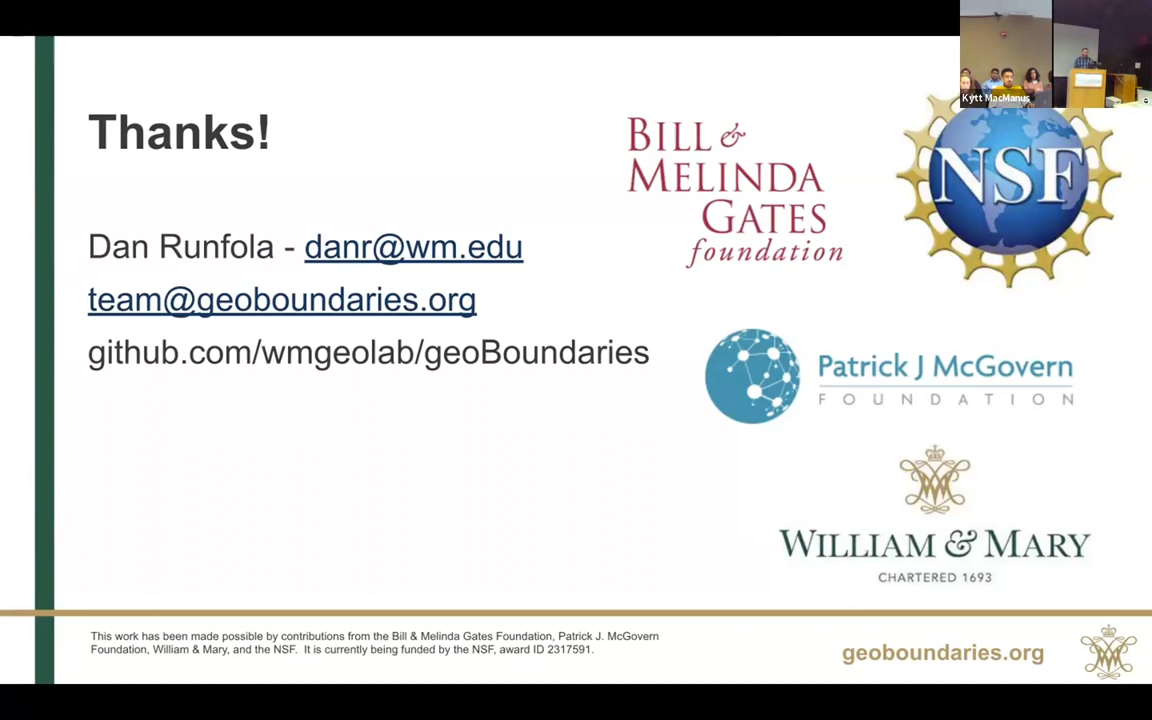 Kytt MacManus
Thanks!
Dan Runfola - danr@wm.edu
team@geoboundaries.org
github.com/wmgeolab/geoBoundaries
BILL &
MELINDA
GATES
foundation
NSF
Patrick J McGovern
FOUNDATION
WILLIAM & MARY
CHARTERED 1693
This work has been made possible by contributions from the Bill & Melinda Gates Foundation, Patrick J. McGovern
Foundation, William & Mary, and the NSF. It is currently being funded by the NSF, award ID 2317591.
geoboundaries.org